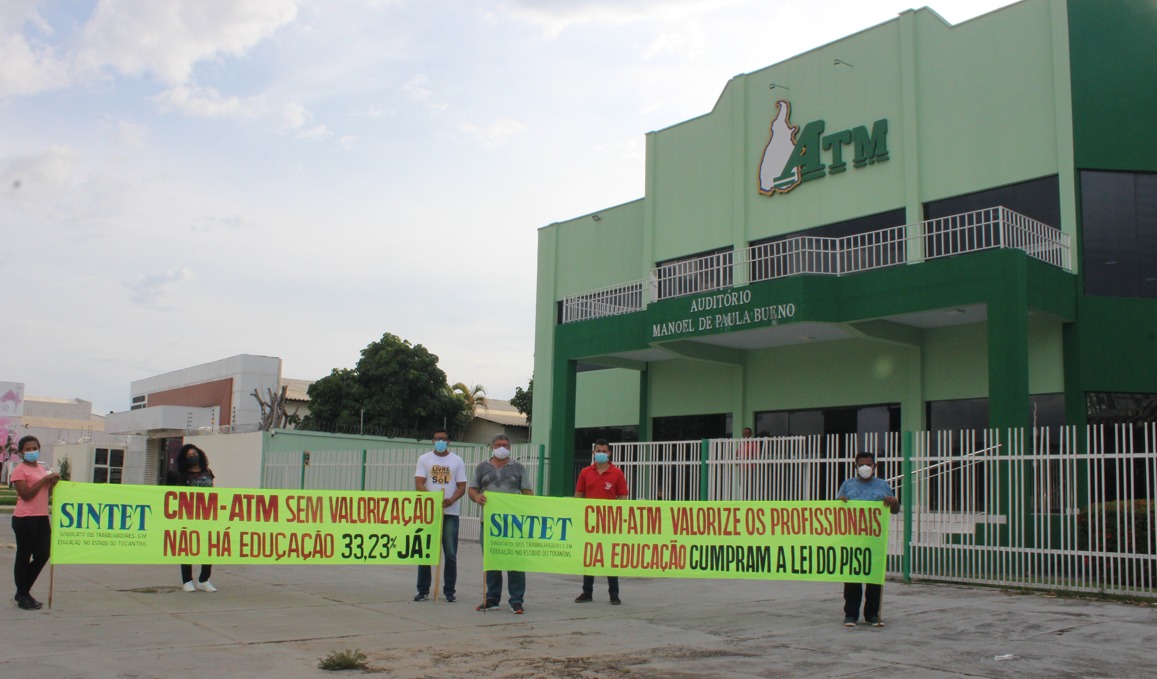 ATM
AUDITÓRIO
MANOEL DE PAULA BUENO
SINTET
SINDICATO DOS TRABALHADORES EM
EDUCAÇÃO NO ESTADO DO TOCANTINS
CNM-ATM SEM VALORIZAÇÃO
NÃO HÁ EDUÇAÇÃO 33,23% JÁ!
SINTET
SINDICATO DOS TRABALHADORES EM
EDUCAÇÃO NO ESTADO DO TOCANTINS
CNM-ATM VALORIZE OS PROFISSIONAIS
DA EDUCAÇÃO CUMPRAM A LEI DO PISO